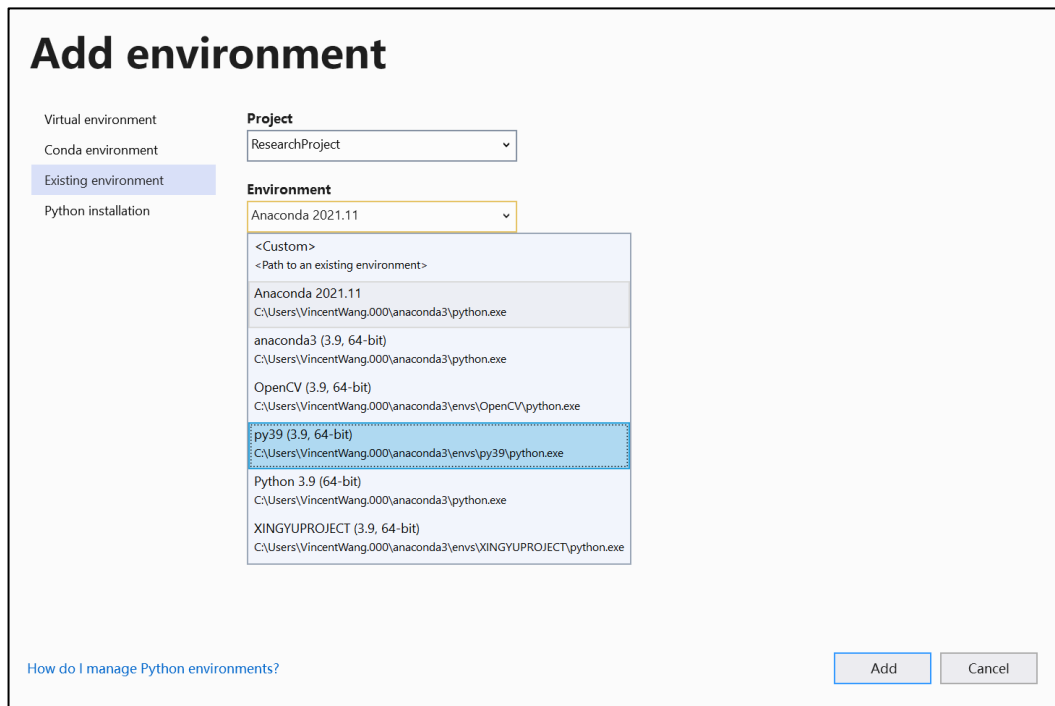 Add environment
Virtual environment
Conda environment
Existing environment
Python installation
Project
ResearchProject
Environment
Anaconda 2021.11
<Custom>
<Path to an existing environment>
Anaconda 2021.11
C:\Users\VincentWang.000\anaconda3\python.exe
anaconda3 (3.9, 64-bit)
C:\Users\VincentWang.000\anaconda3\python.exe
OpenCV (3.9, 64-bit)
C:\Users\VincentWang.000\anaconda3\envs\OpenCV\python.exe
py39 (3.9, 64-bit)
C:\Users\VincentWang.000\anaconda3\envs\py39\python.exe
Python 3.9 (64-bit)
C:\Users\VincentWang.000\anaconda3\python.exe
XINGYUPROJECT (3.9, 64-bit)
C:\Users\VincentWang.000\anaconda3\envs\XINGYUPROJECT\python.exe
How do I manage Python environments?
Add
Cancel